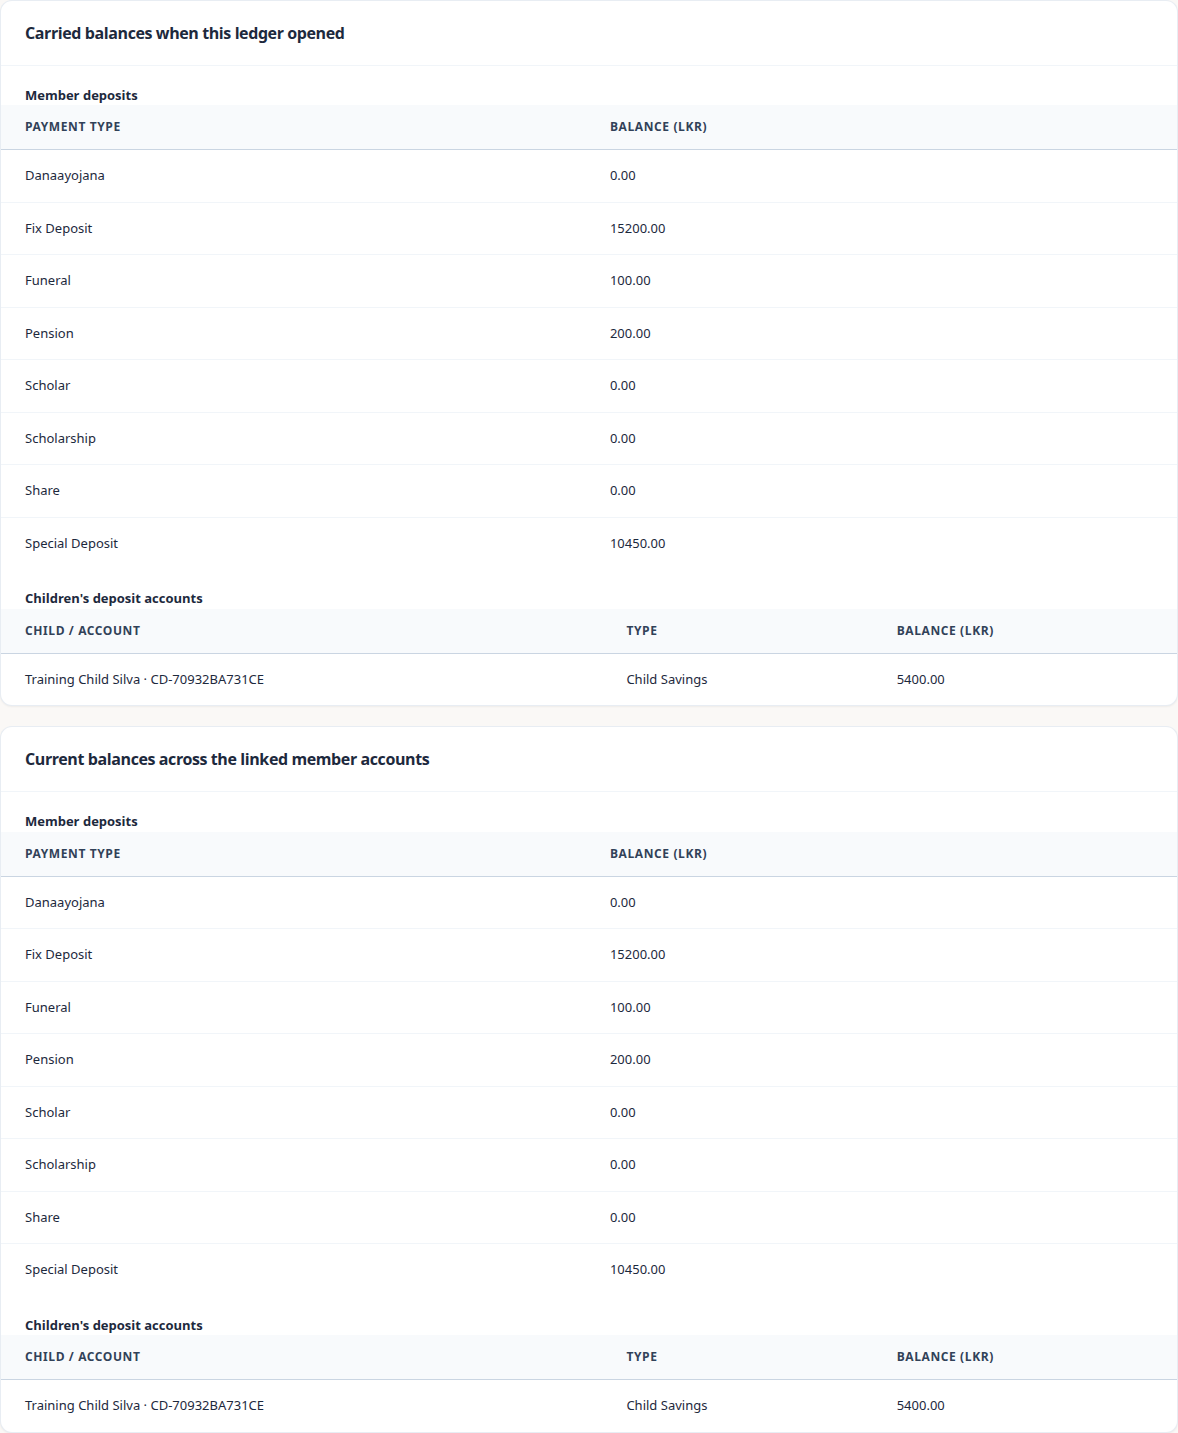 Carried balances when this ledger opened
Member deposits
PAYMENT TYPE BALANCE (LKR)
Danaayojana 0.00
Fix Deposit 15200.00
Funeral 100.00
Pension 200.00
Scholar 0.00
Scholarship 0.00
Share 0.00
Special Deposit 10450.00
Children's deposit accounts
CHILD / ACCOUNT TYPE BALANCE (LKR)
Training Child Silva · CD-70932BA731CE Child Savings 5400.00
Current balances across the linked member accounts
Member deposits
PAYMENT TYPE BALANCE (LKR)
Danaayojana 0.00
Fix Deposit 15200.00
Funeral 100.00
Pension 200.00
Scholar 0.00
Scholarship 0.00
Share 0.00
Special Deposit 10450.00
Children's deposit accounts
CHILD / ACCOUNT TYPE BALANCE (LKR)
Training Child Silva · CD-70932BA731CE Child Savings 5400.00